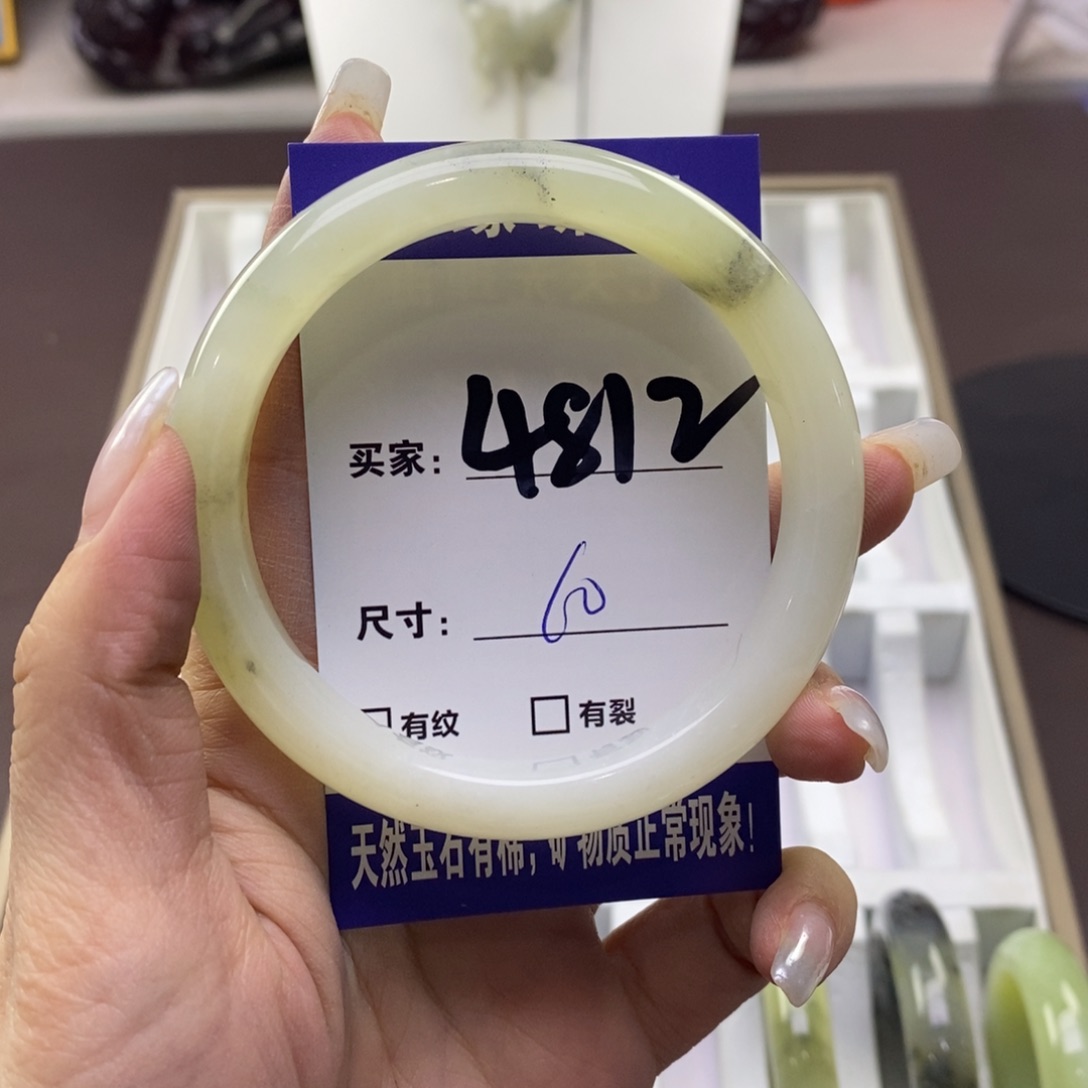 买家: 4812
尺寸: 60
□有纹 □有裂
天然玉石有棉,矿物质正常现象!